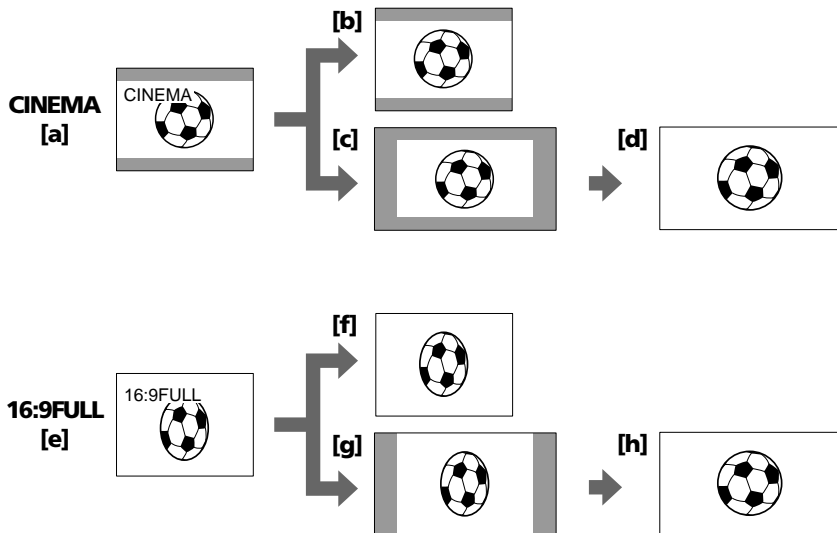 [b]
CINEMA
CINEMA
[a]
[c]
[d]
[f]
16:9FULL
16:9FULL
[e]
[g]
[h]